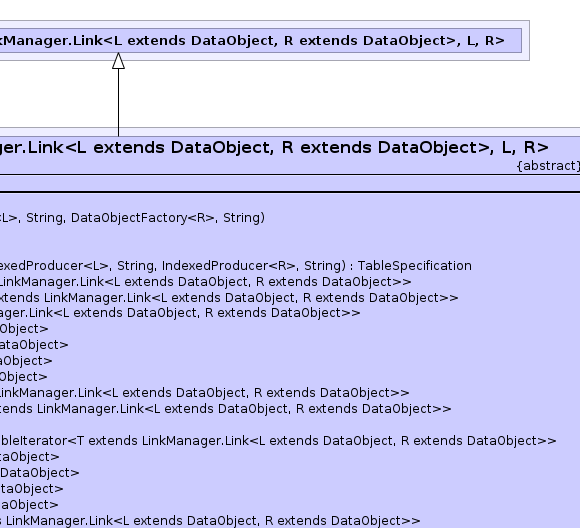 kManager.Link<L extends DataObject, R extends DataObject>, L, R>
ger.Link<L extends DataObject, R extends DataObject>, L, R>
{abstract}
<L>, String, DataObjectFactory<R>, String)
exedProducer<L>, String, IndexedProducer<R>, String) : TableSpecification
LinkManager.Link<L extends DataObject, R extends DataObject>>
xtends LinkManager.Link<L extends DataObject, R extends DataObject>>
ager.Link<L extends DataObject, R extends DataObject>>
Object>
ataObject>
aObject>
Object>
LinkManager.Link<L extends DataObject, R extends DataObject>>
tends LinkManager.Link<L extends DataObject, R extends DataObject>>
bleIterator<T extends LinkManager.Link<L extends DataObject, R extends DataObject>>
taObject>
DataObject>
taObject>
aObject>
s LinkManager.Link<L extends DataObject, R extends DataObject>>